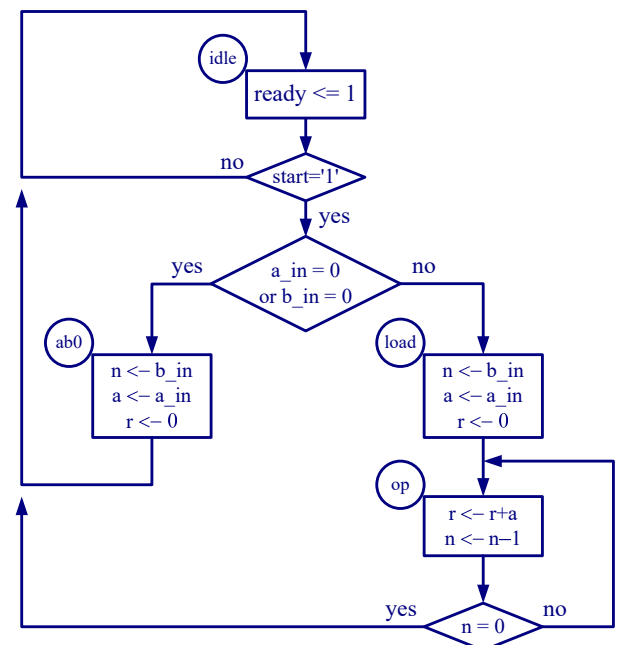 idle
ready <= 1
no
start='1'
yes
yes
a_in = 0
or b_in = 0
no
ab0
n <– b_in
a <– a_in
r <– 0
load
n <– b_in
a <– a_in
r <– 0
op
r <– r+a
n <– n–1
yes
n = 0
no